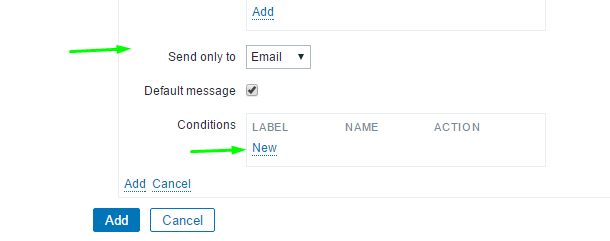 Add
Send only to Email
Default message
Conditions LABEL NAME ACTION
New
Add Cancel
Add Cancel